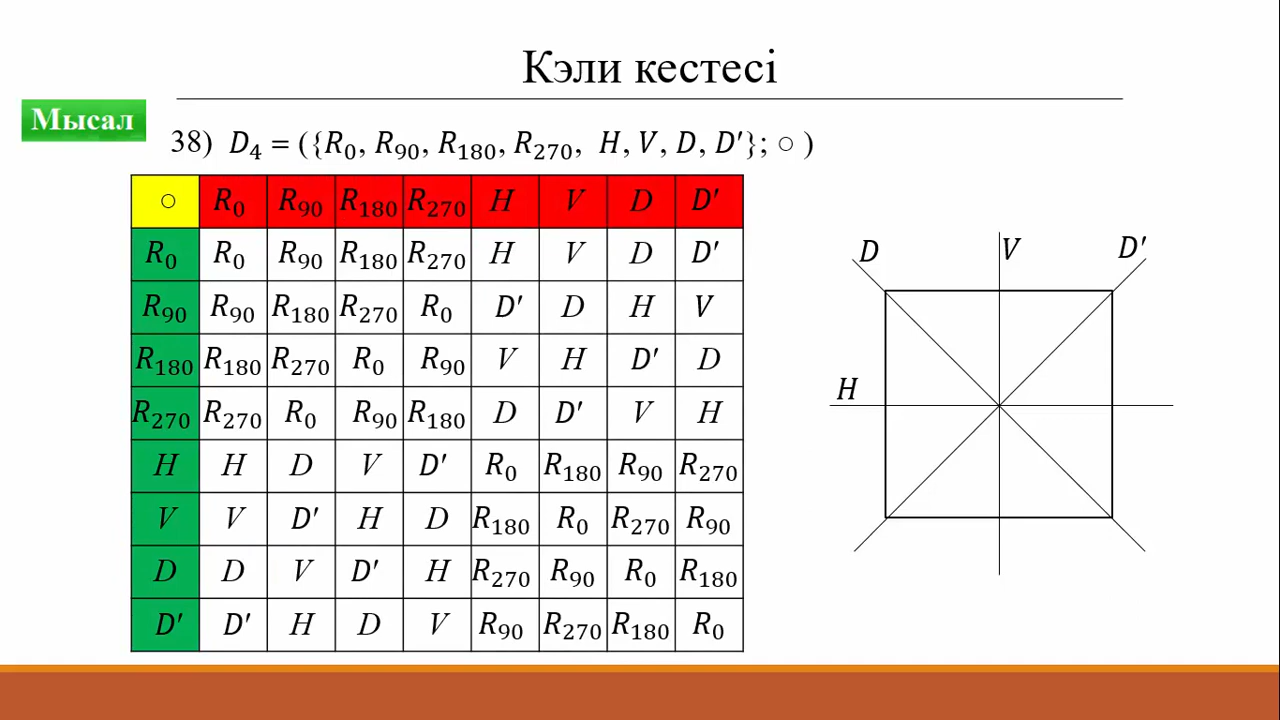 Кэли кестесі
Мысал
38) D₄ = ({R₀, R₉₀, R₁₈₀, R₂₇₀, H, V, D, D′}; ○ )
○ R₀ R₉₀ R₁₈₀ R₂₇₀ H V D D′
R₀ R₀ R₉₀ R₁₈₀ R₂₇₀ H V D D′
R₉₀ R₉₀ R₁₈₀ R₂₇₀ R₀ D′ D H V
R₁₈₀ R₁₈₀ R₂₇₀ R₀ R₉₀ V H D′ D
R₂₇₀ R₂₇₀ R₀ R₉₀ R₁₈₀ D D′ V H
H H D V D′ R₀ R₁₈₀ R₉₀ R₂₇₀
V V D′ H D R₁₈₀ R₀ R₂₇₀ R₉₀
D D V D′ H R₂₇₀ R₉₀ R₀ R₁₈₀
D′ D′ H D V R₉₀ R₂₇₀ R₁₈₀ R₀
D V D′
H